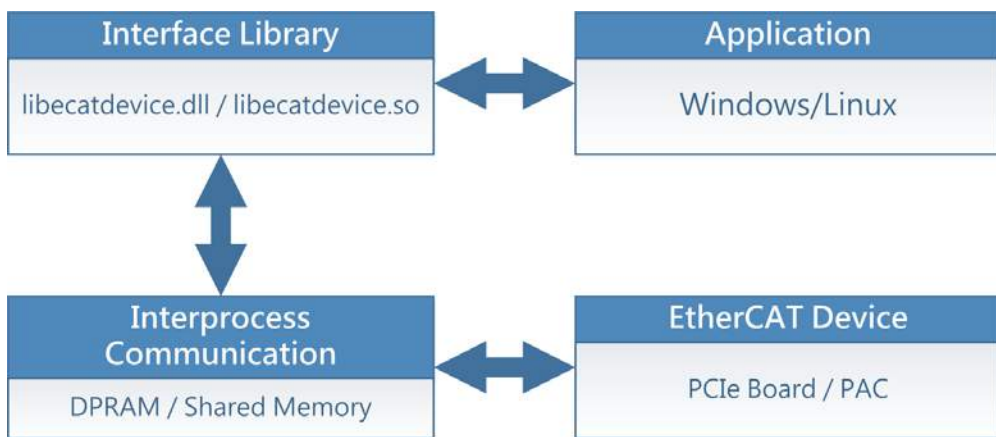 Interface Library
libecatdevice.dll / libecatdevice.so
Application
Windows/Linux
Interprocess
Communication
DPRAM / Shared Memory
EtherCAT Device
PCIe Board / PAC